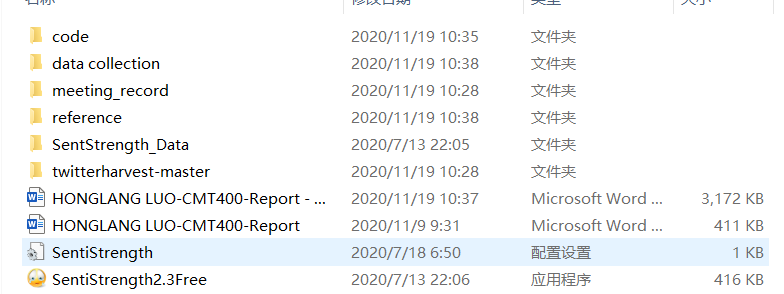 名称 修改日期 类型 大小
code 2020/11/19 10:35 文件夹
data collection 2020/11/19 10:38 文件夹
meeting_record 2020/11/19 10:28 文件夹
reference 2020/11/19 10:38 文件夹
SentStrength_Data 2020/7/13 22:05 文件夹
twitterharvest-master 2020/11/19 10:28 文件夹
HONGLANG LUO-CMT400-Report - ... 2020/11/19 10:37 Microsoft Word ... 3,172 KB
HONGLANG LUO-CMT400-Report 2020/11/9 9:31 Microsoft Word ... 411 KB
SentiStrength 2020/7/18 6:50 配置设置 1 KB
SentiStrength2.3Free 2020/7/13 22:06 应用程序 416 KB